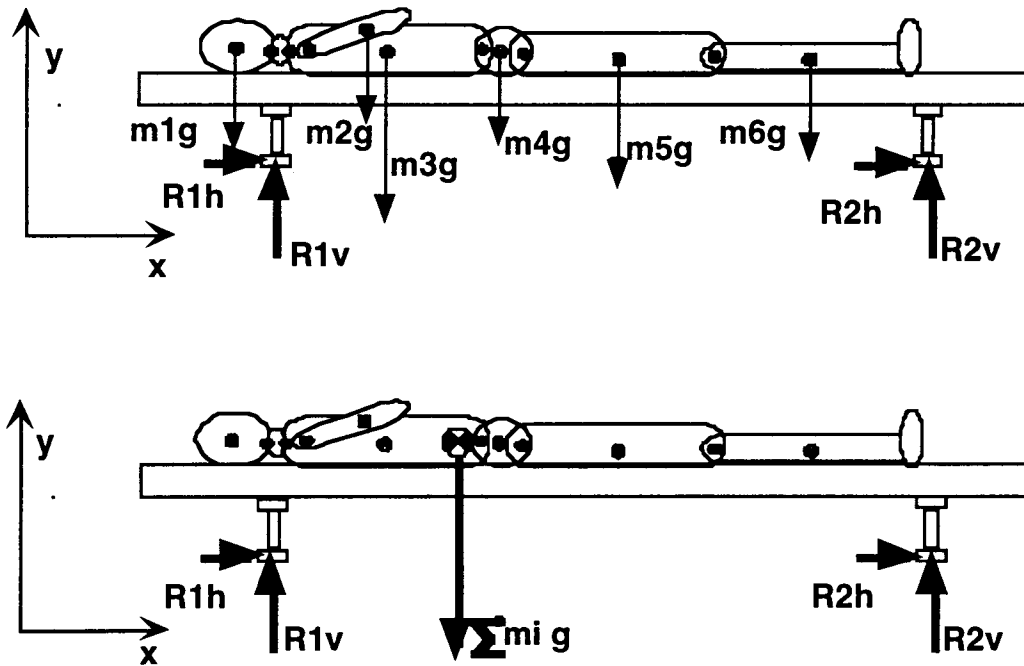 y
m1g
m2g
m3g
m4g
m5g
m6g
R1h
R1v
R2h
R2v
x
y
R1h
R1v
Σmi g
R2h
R2v
x